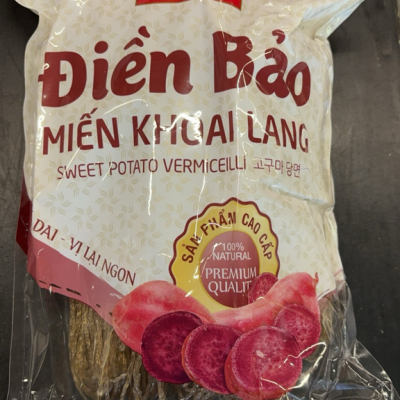 Điền Bảo
MIẾN KHOAI LANG
SWEET POTATO VERMICELLI 고구마 당면
DAI - VỊ LẠI NGON
SẢN PHẨM CAO CẤP
100%
NATURAL
PREMIUM
QUALITY